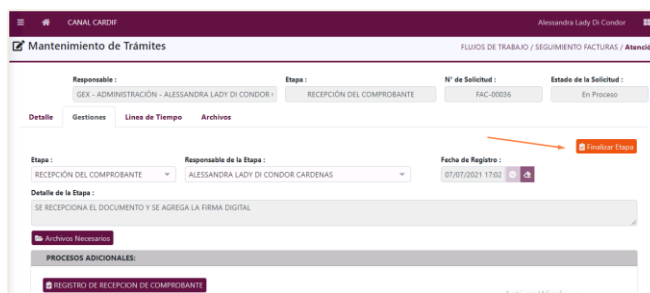 CANAL CARDIF
Alessandra Lady Di Condor
Mantenimiento de Trámites
FLUJOS DE TRABAJO / SEGUIMIENTO FACTURAS / Atenció
Responsable : Etapa : N° de Solicitud : Estado de la Solicitud :
GEX - ADMINISTRACIÓN - ALESSANDRA LADY DI CONDOR RECEPCIÓN DEL COMPROBANTE FAC-00036 En Proceso
Detalle Gestiones Linea de Tiempo Archivos
Finalizar Etapa
Etapa : Responsable de la Etapa : Fecha de Registro :
RECEPCIÓN DEL COMPROBANTE ALESSANDRA LADY DI CONDOR CARDENAS 07/07/2021 17:02
Detalle de la Etapa :
SE RECEPCIONA EL DOCUMENTO Y SE AGREGA LA FIRMA DIGITAL
Archivos Necesarios
PROCESOS ADICIONALES:
REGISTRO DE RECEPCION DE COMPROBANTE